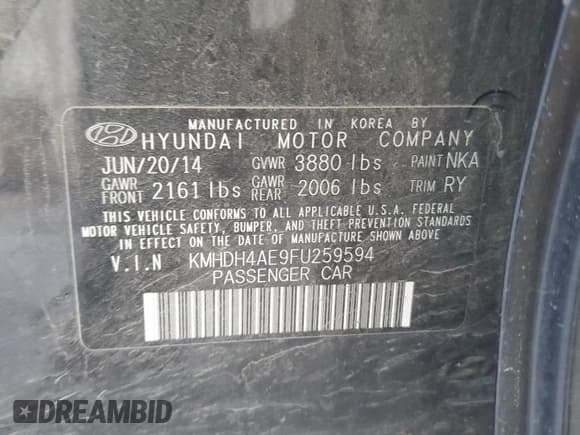 MANUFACTURED IN KOREA BY
HYUNDAI MOTOR COMPANY
JUN/20/14 GVWR 3880 lbs PAINT NKA
GAWR FRONT 2161 lbs GAWR REAR 2006 lbs TRIM RY
THIS VEHICLE CONFORMS TO ALL APPLICABLE U.S.A. FEDERAL
MOTOR VEHICLE SAFETY, BUMPER, AND THEFT PREVENTION STANDARDS
IN EFFECT ON THE DATE OF MANUFACTURE SHOWN ABOVE
V.I.N KMHDH4AE9FU259594
PASSENGER CAR
DREAMBID